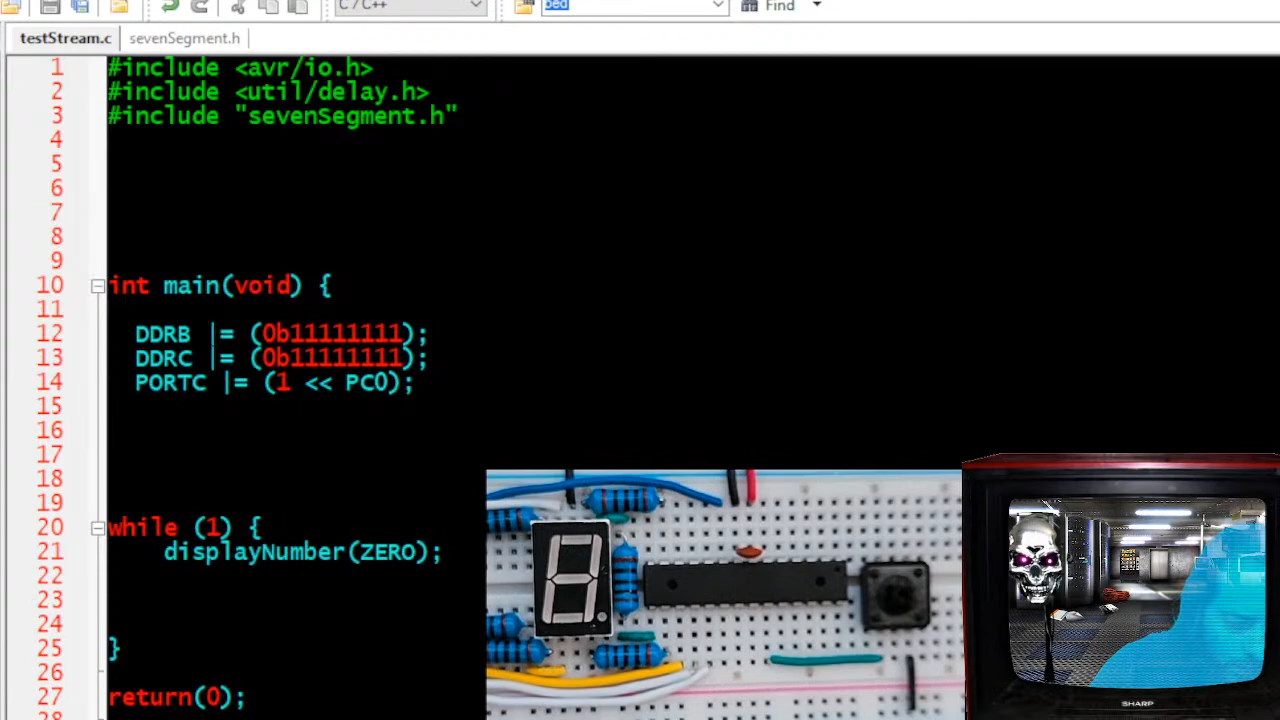 C/C++
Find
testStream.c sevenSegment.h
1 #include <avr/io.h>
2 #include <util/delay.h>
3 #include "sevenSegment.h"
4
5
6
7
8
9
10 int main(void) {
11
12 DDRB |= (0b11111111);
13 DDRC |= (0b11111111);
14 PORTC |= (1 << PC0);
15
16
17
18
19
20 while (1) {
21 displayNumber(ZERO);
22
23
24
25 }
26
27 return(0);
28
SHARP